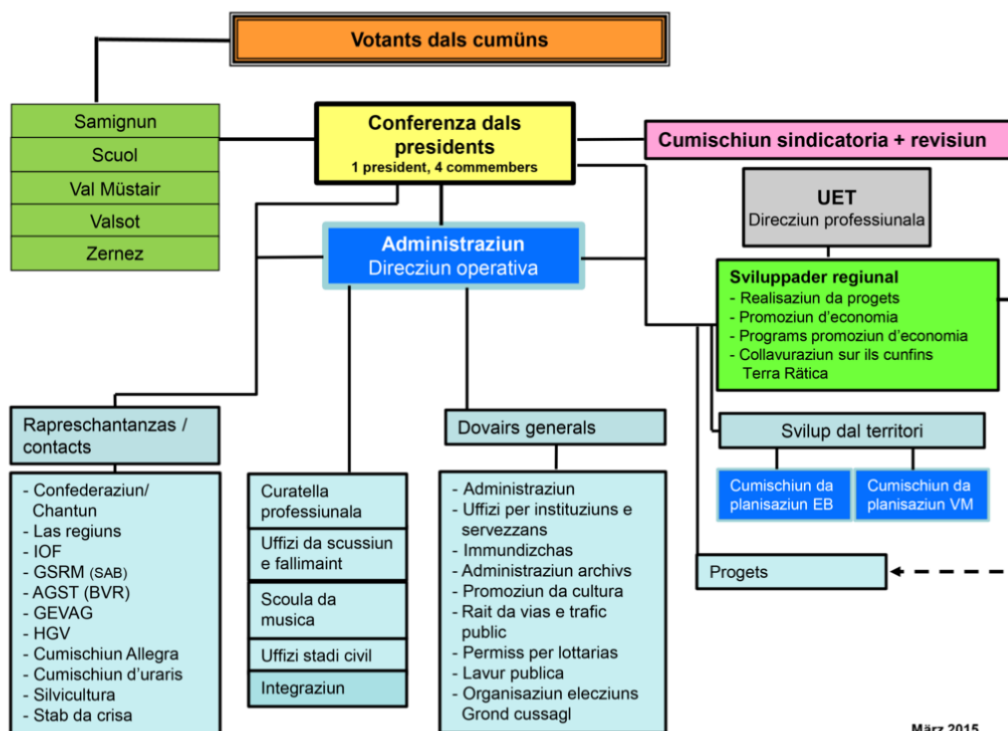 Votants dals cumüns
Samignun
Scuol
Val Müstair
Valsot
Zernez
Conferenza dals
presidents
1 president, 4 commembers
Cumischiun sindicatoria + revisiun
UET
Direcziun professiunala
Administraziun
Direcziun operativa
Sviluppader regiunal
- Realisaziun da progets
- Promoziun d'economia
- Programs promoziun d'economia
- Collavuraziun sur ils cunfins
Terra Rätica
Rapreschantanzas /
contacts
- Confederaziun/
Chantun
- Las regiuns
- IOF
- GSRM (SAB)
- AGST (BVR)
- GEVAG
- HGV
- Cumischiun Allegra
- Cumischiun d'uraris
- Silvicultura
- Stab da crisa
Curatella
professiunala
Uffizi da scussiun
e fallimaint
Scoula da
musica
Uffizi stadi civil
Integraziun
Dovairs generals
- Administraziun
- Uffizi per instituziuns e
servezzans
- Immundizchas
- Administraziun archivs
- Promoziun da cultura
- Rait da vias e trafic
public
- Permiss per lottarias
- Lavur publica
- Organisaziun elecziuns
Grond cussagl
Svilup dal territori
Cumischiun da
planisaziun EB
Cumischiun da
planisaziun VM
Progets
März 2015